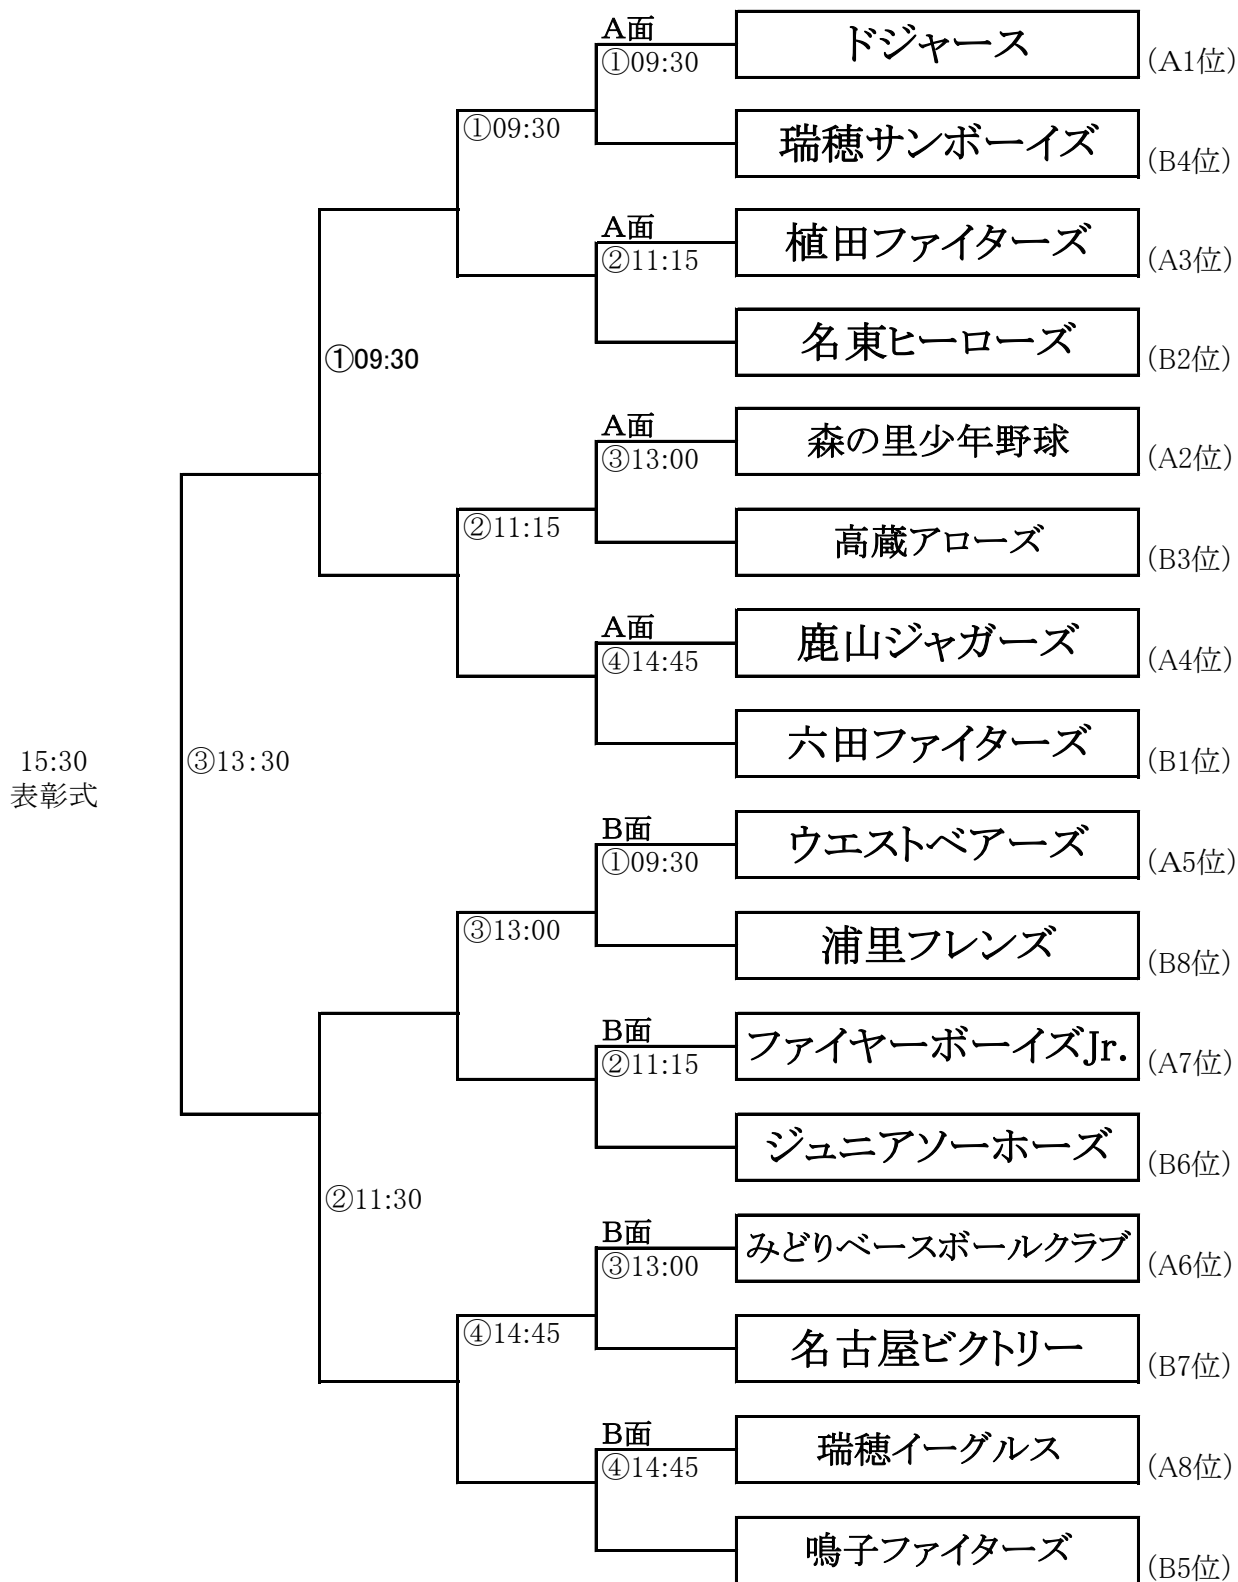 A面
ドジャース
①09:30
(A1位)
①09:30
瑞穂サンボーイズ
(B4位)
A面
植田ファイターズ
②11:15
(A3位)
名東ヒーローズ
①09:30
(B2位)
A面
森の里少年野球
③13:00
(A2位)
②11:15
高蔵アローズ
(B3位)
A面
鹿山ジャガーズ
④14:45
(A4位)
六田ファイターズ
15:30
③13:30
(B1位)
表彰式
B面
ウエストベアーズ
①09:30
(A5位)
③13:00
浦里フレンズ
(B8位)
B面
ファイヤーボーイズJr.
②11:15
(A7位)
ジュニアソーホーズ
(B6位)
②11:30
B面
みどりベースボールクラブ
③13:00
(A6位)
④14:45
名古屋ビクトリー
(B7位)
B面
瑞穂イーグルス
④14:45
(A8位)
鳴子ファイターズ
(B5位)